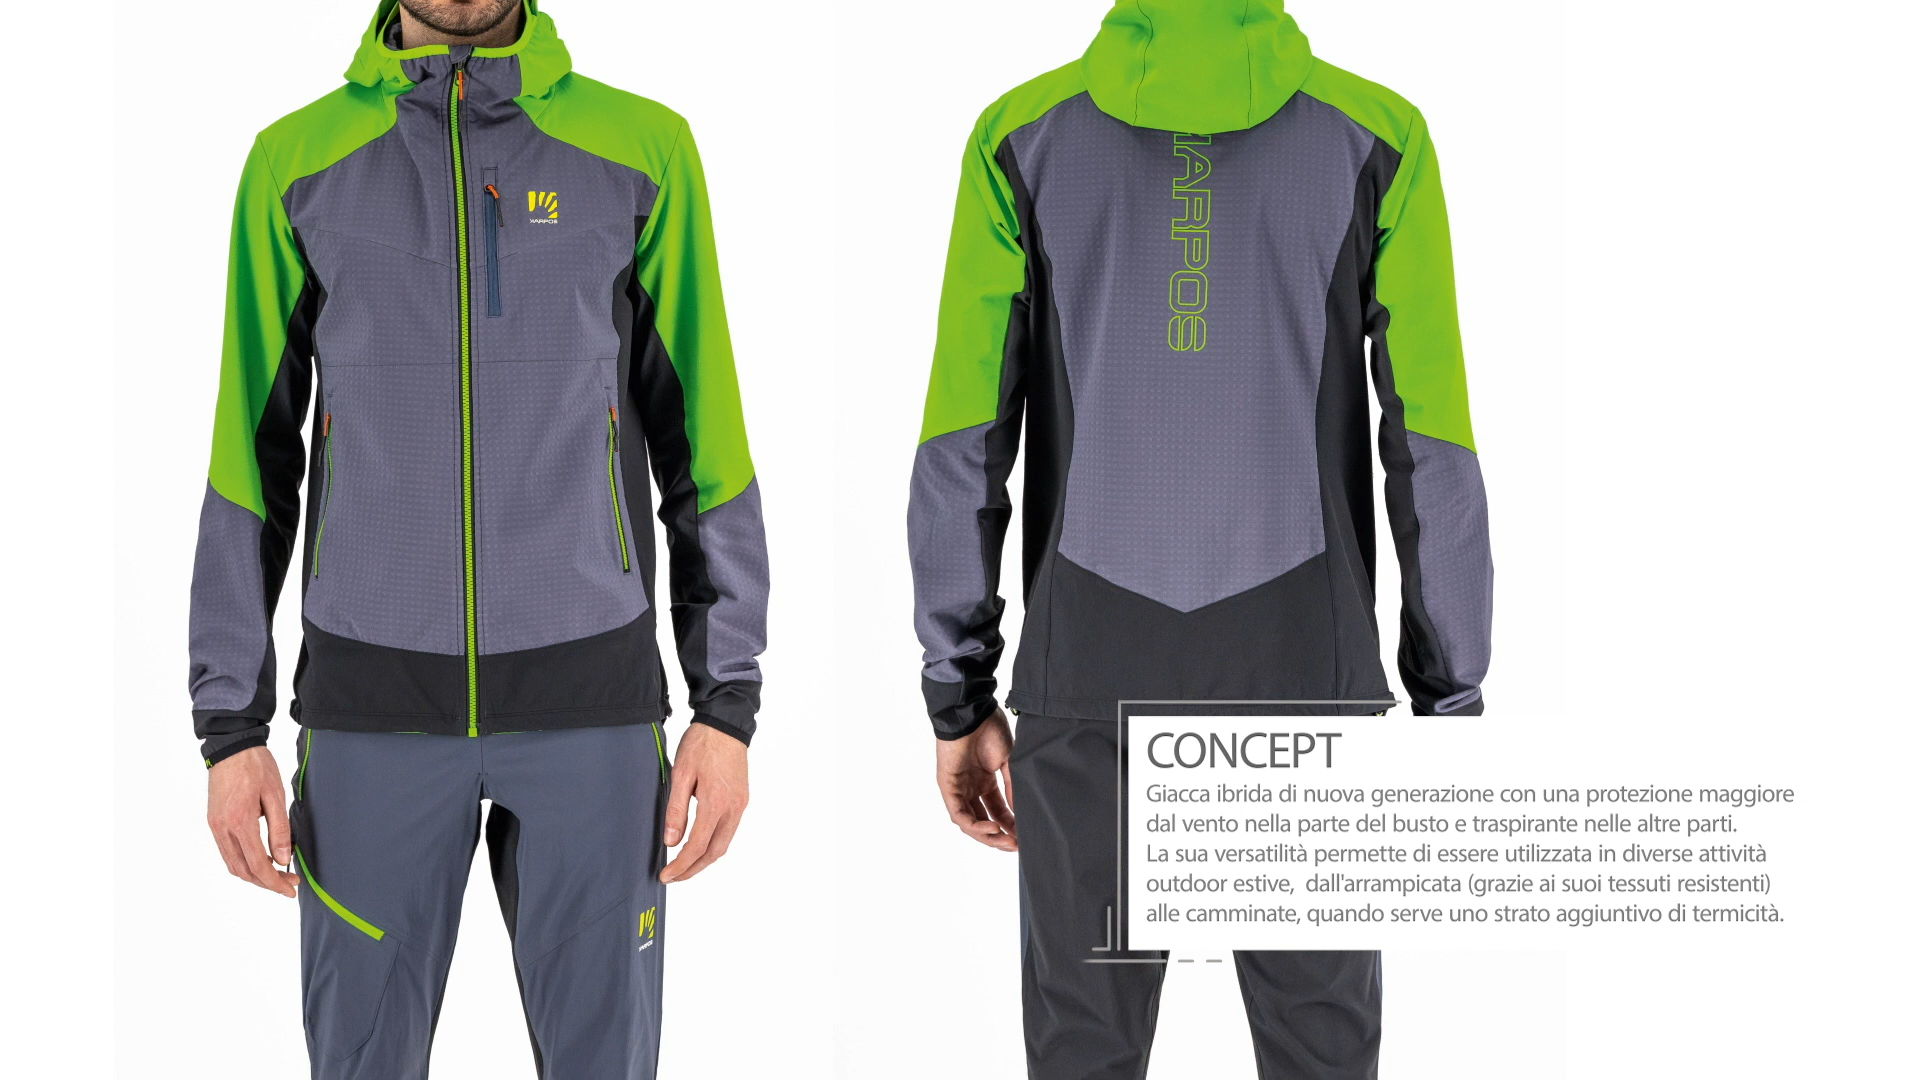 KARPOS
KARPOS
KARPOS
CONCEPT
Giacca ibrida di nuova generazione con una protezione maggiore
dal vento nella parte del busto e traspirante nelle altre parti.
La sua versatilità permette di essere utilizzata in diverse attività
outdoor estive,  dall'arrampicata (grazie ai suoi tessuti resistenti)
alle camminate, quando serve uno strato aggiuntivo di termicità.